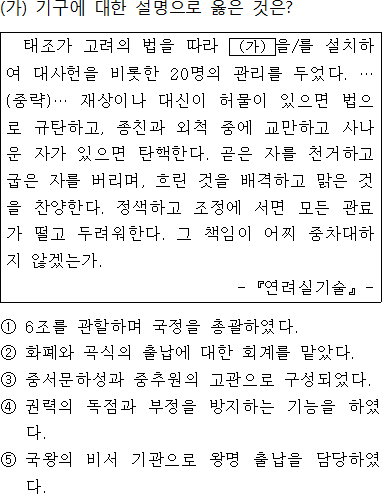 (가) 기구에 대한 설명으로 옳은 것은?
태조가 고려의 법을 따라 (가)을/를 설치하
여 대사헌을 비롯한 20명의 관리를 두었다. …
(중략)… 재상이나 대신이 허물이 있으면 법으
로 규탄하고, 종친과 외척 중에 교만하고 사나
운 자가 있으면 탄핵한다. 곧은 자를 천거하고
굽은 자를 버리며, 흐린 것을 배격하고 맑은 것
을 찬양한다. 정색하고 조정에 서면 모든 관료
가 떨고 두려워한다. 그 책임이 어찌 중차대하
지 않겠는가.
- 『연려실기술』 -
① 6조를 관할하며 국정을 총괄하였다.
② 화폐와 곡식의 출납에 대한 회계를 맡았다.
③ 중서문하성과 중추원의 고관으로 구성되었다.
④ 권력의 독점과 부정을 방지하는 기능을 하였
다.
⑤ 국왕의 비서 기관으로 왕명 출납을 담당하였
다.